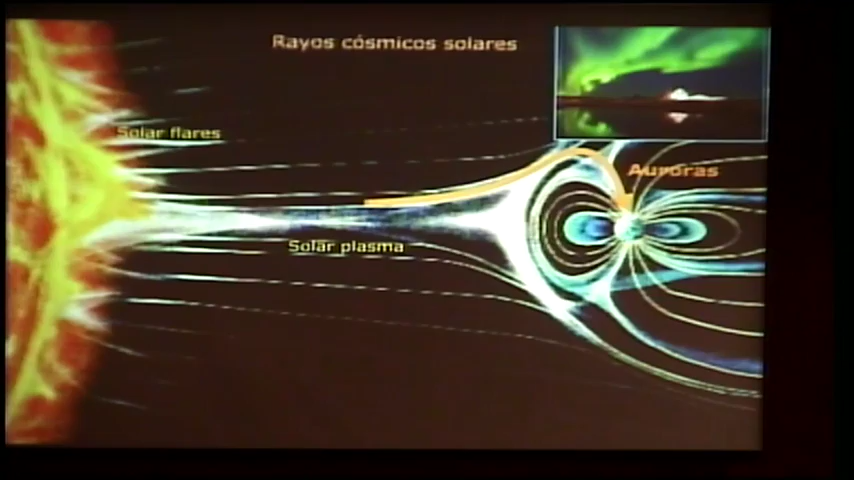 Rayos cósmicos solares
Solar flares
Auroras
Solar plasma